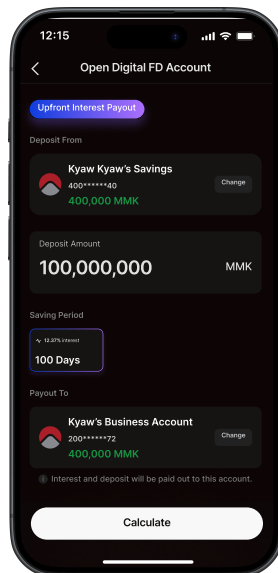 12:15
Open Digital FD Account
Upfront Interest Payout
Deposit From
Kyaw Kyaw's Savings
400******40
400,000 MMK
Change
Deposit Amount
100,000,000
MMK
Saving Period
12.37% interest
100 Days
Payout To
Kyaw's Business Account
200******72
400,000 MMK
Change
Interest and deposit will be paid out to this account.
Calculate